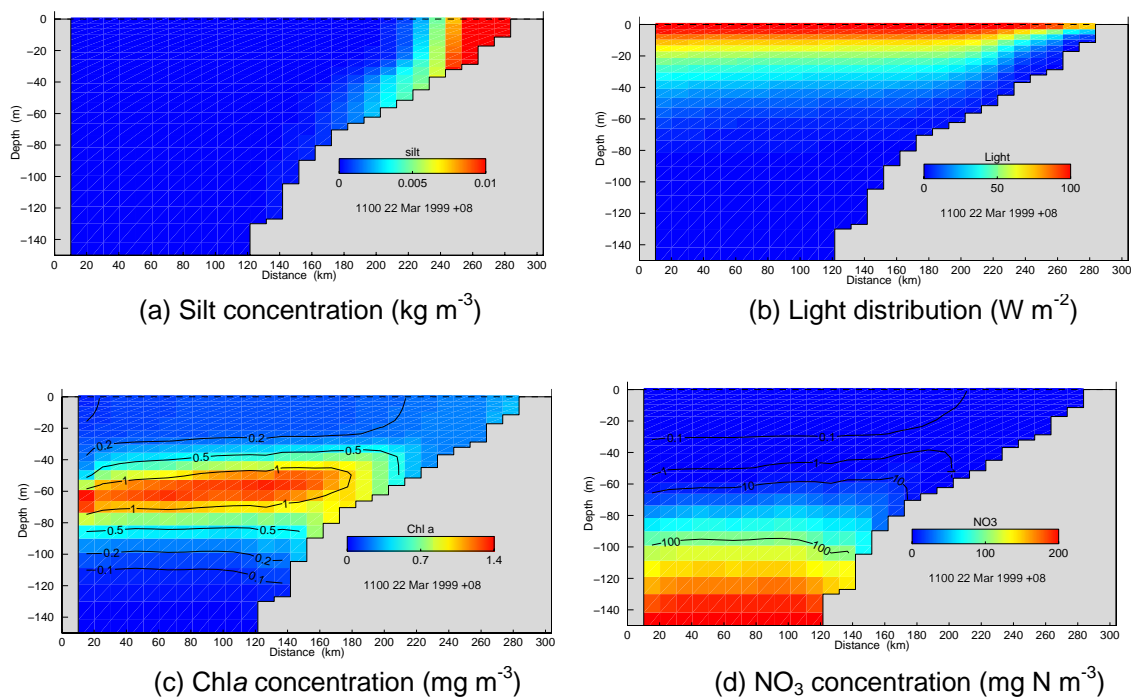 0
−20
−40
−60
−80
−100
−120
−140
Depth (m)
silt
0 0.005 0.01
1100 22 Mar 1999 +08
0 20 40 60 80 100 120 140 160 180 200 220 240 260 280 300
Distance (km)
(a) Silt concentration (kg m-3)
0
−20
−40
−60
−80
−100
−120
−140
Depth (m)
Light
0 50 100
1100 22 Mar 1999 +08
0 20 40 60 80 100 120 140 160 180 200 220 240 260 280 300
Distance (km)
(b) Light distribution (W m-2)
0
−20
−40
−60
−80
−100
−120
−140
Depth (m)
0.2 0.2
0.5 0.5
1 1
1 1
0.5 0.5
0.2 0.2
0.1 0.1
Chl a
0 0.7 1.4
1100 22 Mar 1999 +08
0 20 40 60 80 100 120 140 160 180 200 220 240 260 280 300
Distance (km)
(c) Chla concentration (mg m-3)
0
−20
−40
−60
−80
−100
−120
−140
Depth (m)
0.1 0.1
1 1
10 10
100 100
NO3
0 100 200
1100 22 Mar 1999 +08
0 20 40 60 80 100 120 140 160 180 200 220 240 260 280 300
Distance (km)
(d) NO3 concentration (mg N m-3)